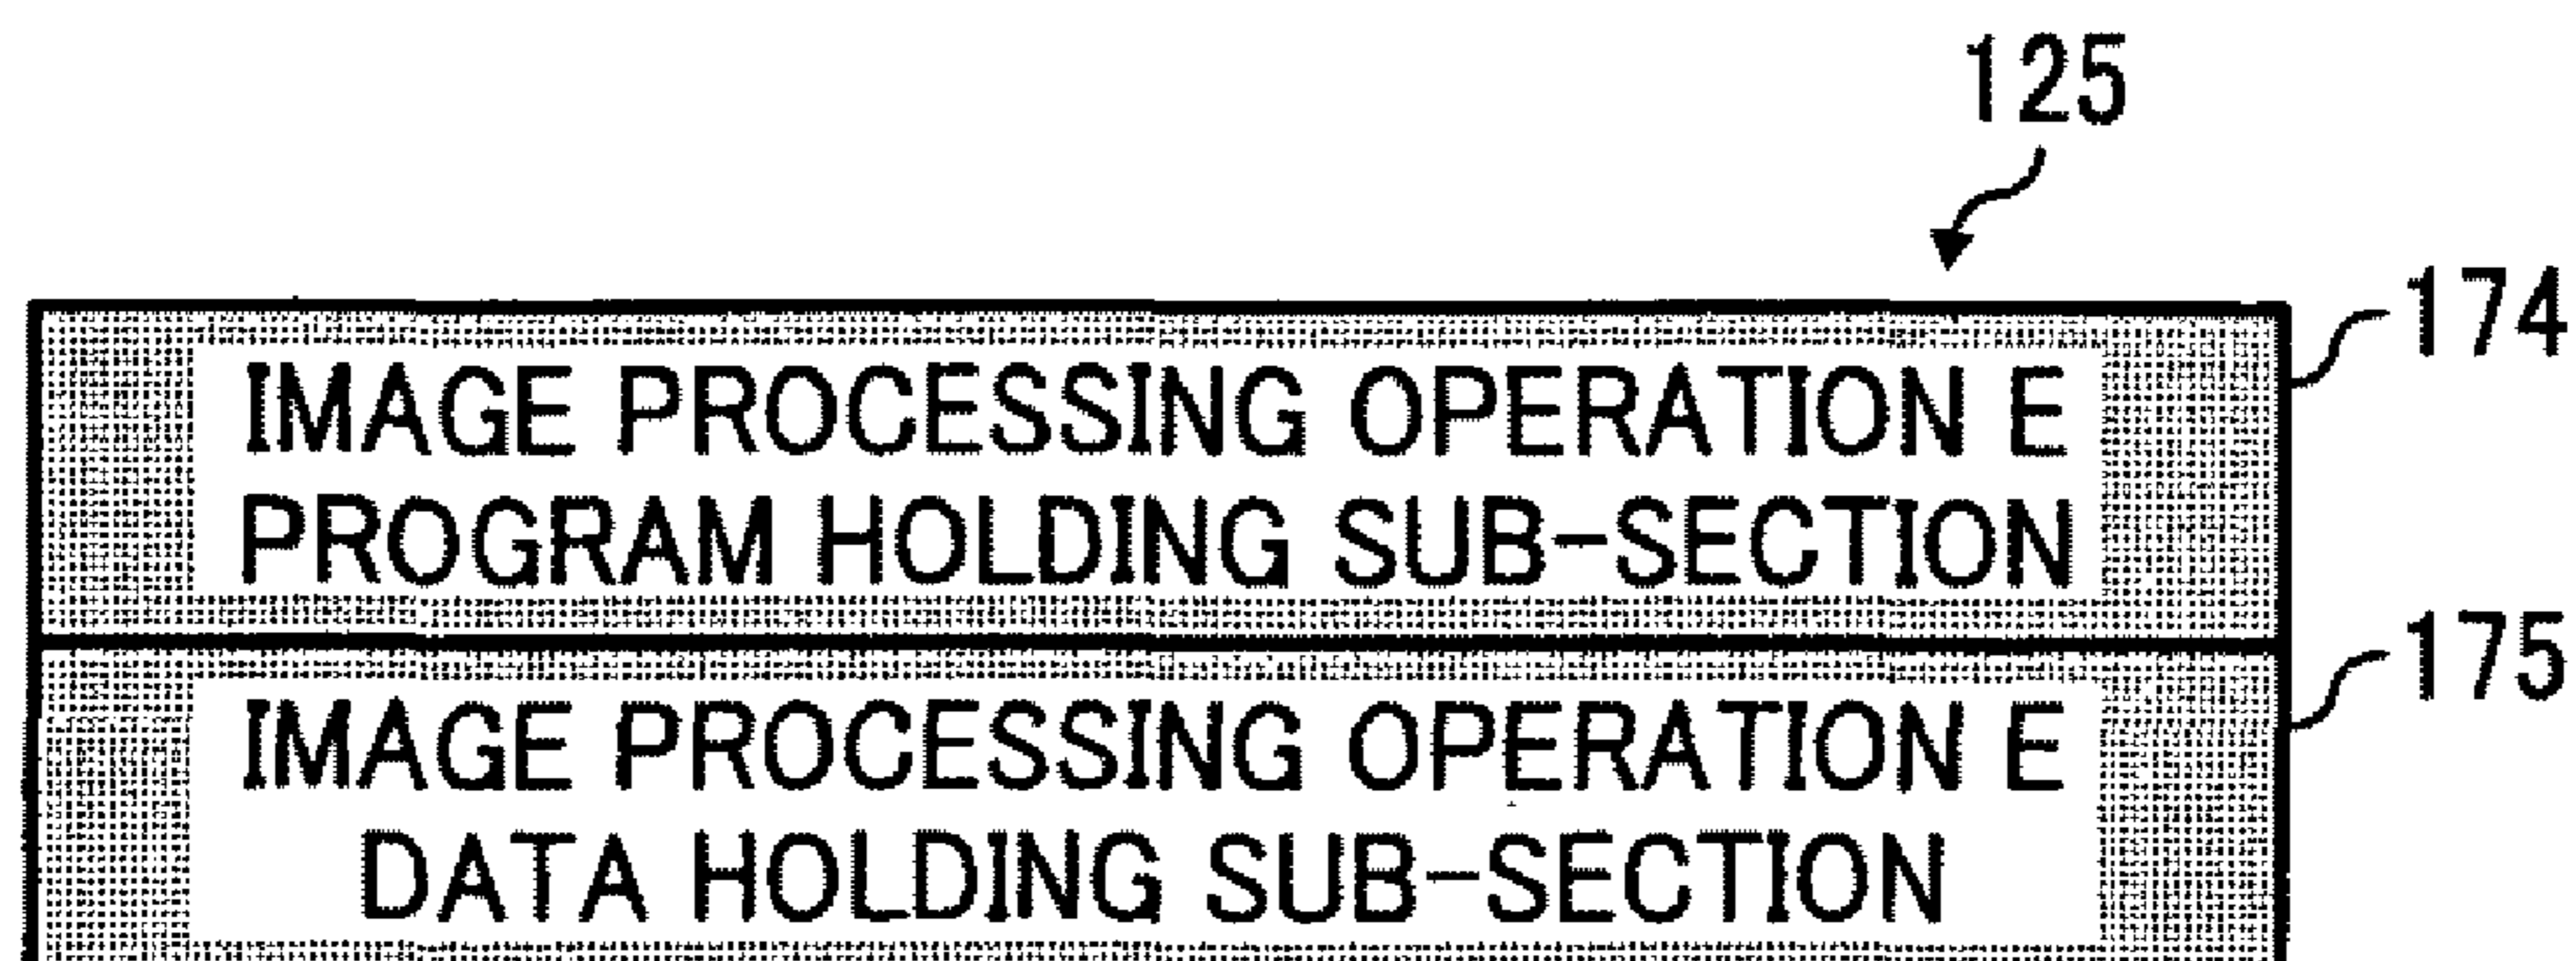 125
174
IMAGE PROCESSING OPERATION E
PROGRAM HOLDING SUB-SECTION
175
IMAGE PROCESSING OPERATION E
DATA HOLDING SUB-SECTION